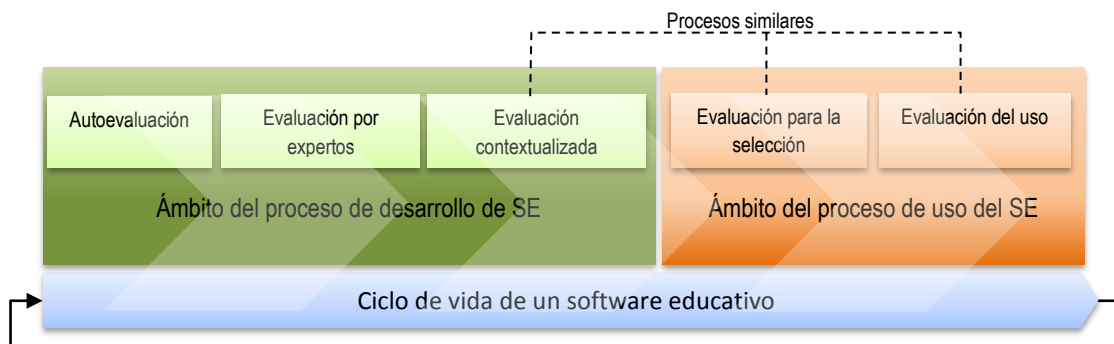 Procesos similares
Autoevaluación
Evaluación por
expertos
Evaluación
contextualizada
Evaluación para la
selección
Evaluación del uso
Ámbito del proceso de desarrollo de SE
Ámbito del proceso de uso del SE
Ciclo de vida de un software educativo